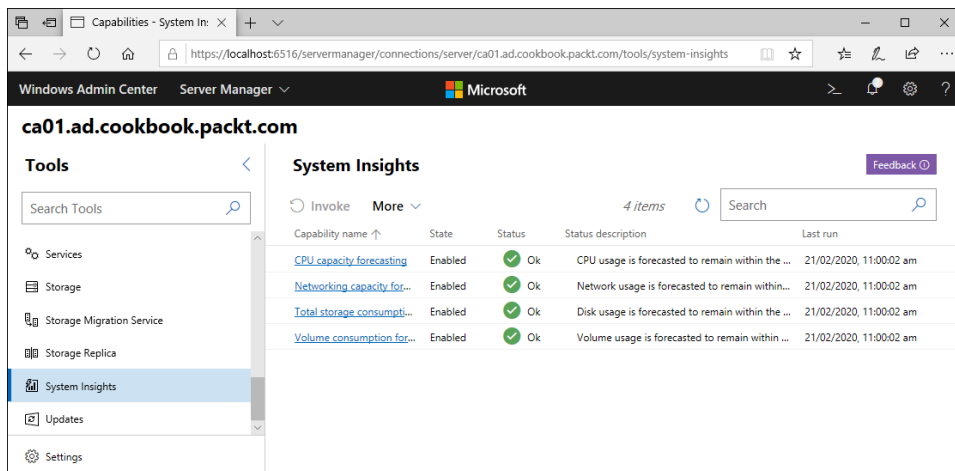 Capabilities - System In:
https://localhost:6516/servermanager/connections/server/ca01.ad.cookbook.packt.com/tools/system-insights
Windows Admin Center Server Manager Microsoft
ca01.ad.cookbook.packt.com
Tools
Search Tools
Services
Storage
Storage Migration Service
Storage Replica
System Insights
Updates
Settings
System Insights
Feedback
Invoke More 4 items Search
Capability name State Status Status description Last run
CPU capacity forecasting Enabled Ok CPU usage is forecasted to remain within the ... 21/02/2020, 11:00:02 am
Networking capacity for... Enabled Ok Network usage is forecasted to remain within... 21/02/2020, 11:00:02 am
Total storage consumpti... Enabled Ok Disk usage is forecasted to remain within the ... 21/02/2020, 11:00:02 am
Volume consumption for... Enabled Ok Volume usage is forecasted to remain within ... 21/02/2020, 11:00:02 am